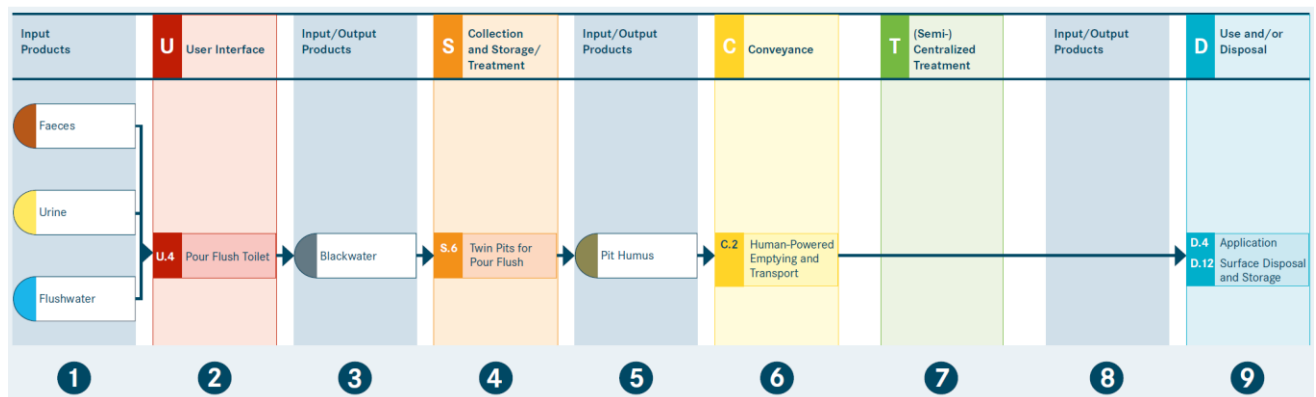 Input
Products
U User Interface
Input/Output
Products
S Collection
and Storage/
Treatment
Input/Output
Products
C Conveyance
T (Semi-)
Centralized
Treatment
Input/Output
Products
D Use and/or
Disposal
Faeces
Urine
Flushwater
U.4 Pour Flush Toilet
Blackwater
S.6 Twin Pits for
Pour Flush
Pit Humus
C.2 Human-Powered
Emptying and
Transport
D.4 Application
D.12 Surface Disposal
and Storage
1 2 3 4 5 6 7 8 9